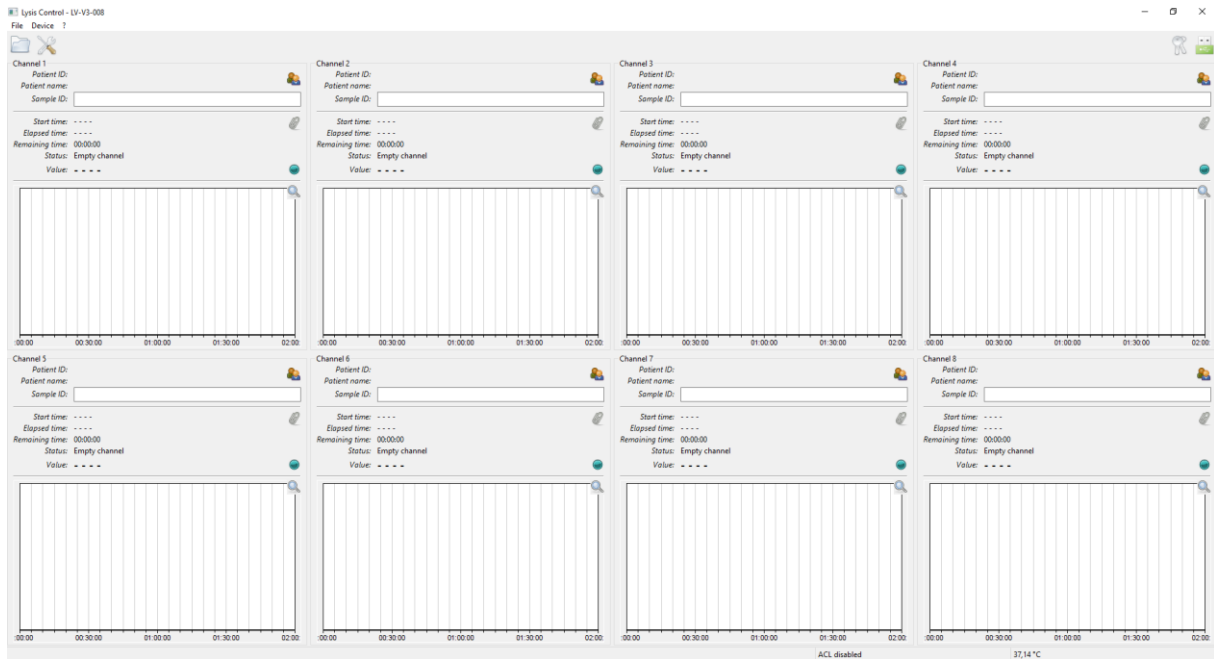 Lysis Control - LV-V3-008
File Device ?
Channel 1
Patient ID:
Patient name:
Sample ID:
Start time: - - - -
Elapsed time: - - - -
Remaining time: 00:00:00
Status: Empty channel
Value: - - - -
:00:00 00:30:00 01:00:00 01:30:00 02:00:
Channel 2
Patient ID:
Patient name:
Sample ID:
Start time: - - - -
Elapsed time: - - - -
Remaining time: 00:00:00
Status: Empty channel
Value: - - - -
:00:00 00:30:00 01:00:00 01:30:00 02:00:
Channel 3
Patient ID:
Patient name:
Sample ID:
Start time: - - - -
Elapsed time: - - - -
Remaining time: 00:00:00
Status: Empty channel
Value: - - - -
:00:00 00:30:00 01:00:00 01:30:00 02:00:
Channel 4
Patient ID:
Patient name:
Sample ID:
Start time: - - - -
Elapsed time: - - - -
Remaining time: 00:00:00
Status: Empty channel
Value: - - - -
:00:00 00:30:00 01:00:00 01:30:00 02:00:
Channel 5
Patient ID:
Patient name:
Sample ID:
Start time: - - - -
Elapsed time: - - - -
Remaining time: 00:00:00
Status: Empty channel
Value: - - - -
:00:00 00:30:00 01:00:00 01:30:00 02:00:
Channel 6
Patient ID:
Patient name:
Sample ID:
Start time: - - - -
Elapsed time: - - - -
Remaining time: 00:00:00
Status: Empty channel
Value: - - - -
:00:00 00:30:00 01:00:00 01:30:00 02:00:
Channel 7
Patient ID:
Patient name:
Sample ID:
Start time: - - - -
Elapsed time: - - - -
Remaining time: 00:00:00
Status: Empty channel
Value: - - - -
:00:00 00:30:00 01:00:00 01:30:00 02:00:
Channel 8
Patient ID:
Patient name:
Sample ID:
Start time: - - - -
Elapsed time: - - - -
Remaining time: 00:00:00
Status: Empty channel
Value: - - - -
:00:00 00:30:00 01:00:00 01:30:00 02:00:
ACL disabled 37,14 °C